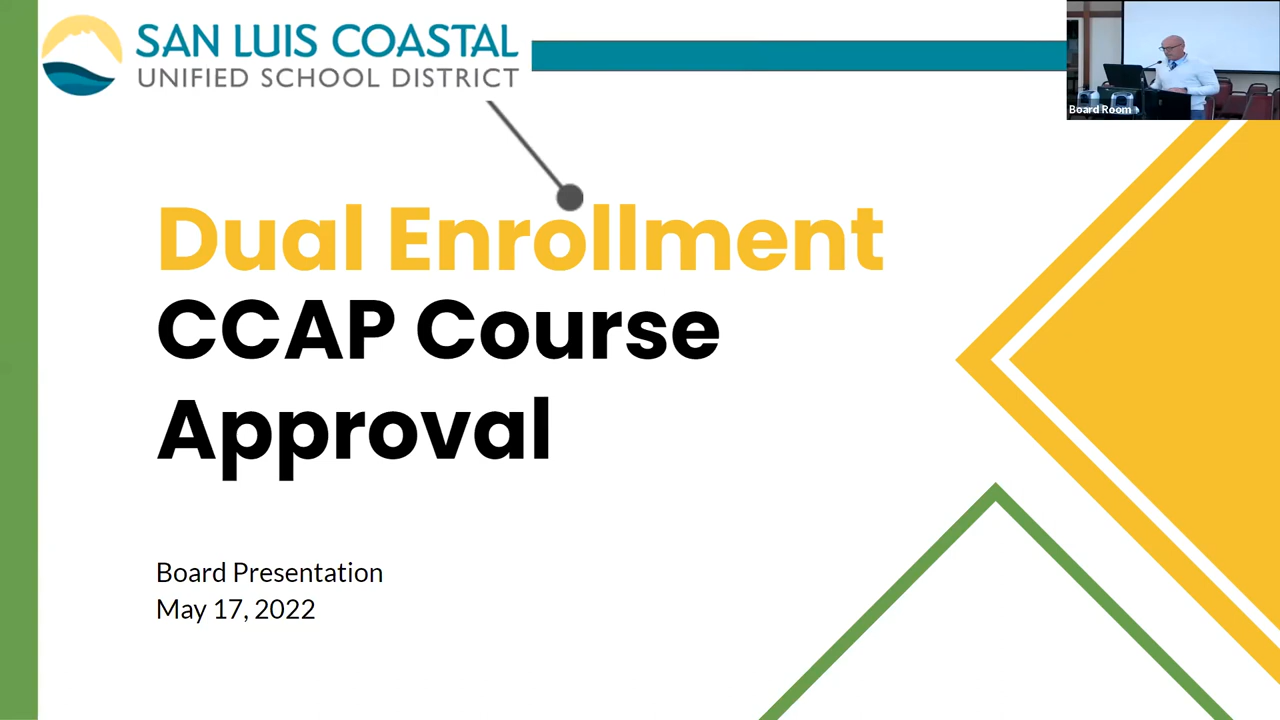 SAN LUIS COASTAL
UNIFIED SCHOOL DISTRICT
Board Room
Dual Enrollment
CCAP Course
Approval
Board Presentation
May 17, 2022